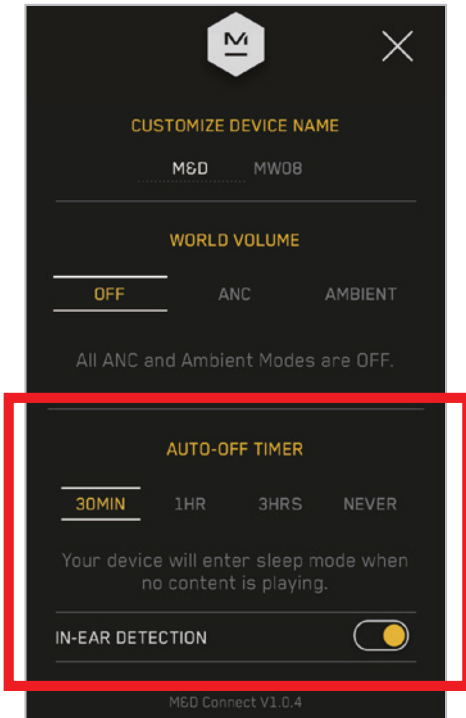 M
CUSTOMIZE DEVICE NAME
M&D MW08
WORLD VOLUME
OFF ANC AMBIENT
All ANC and Ambient Modes are OFF.
AUTO-OFF TIMER
30MIN 1HR 3HRS NEVER
Your device will enter sleep mode when
no content is playing.
IN-EAR DETECTION
M&D Connect V1.0.4